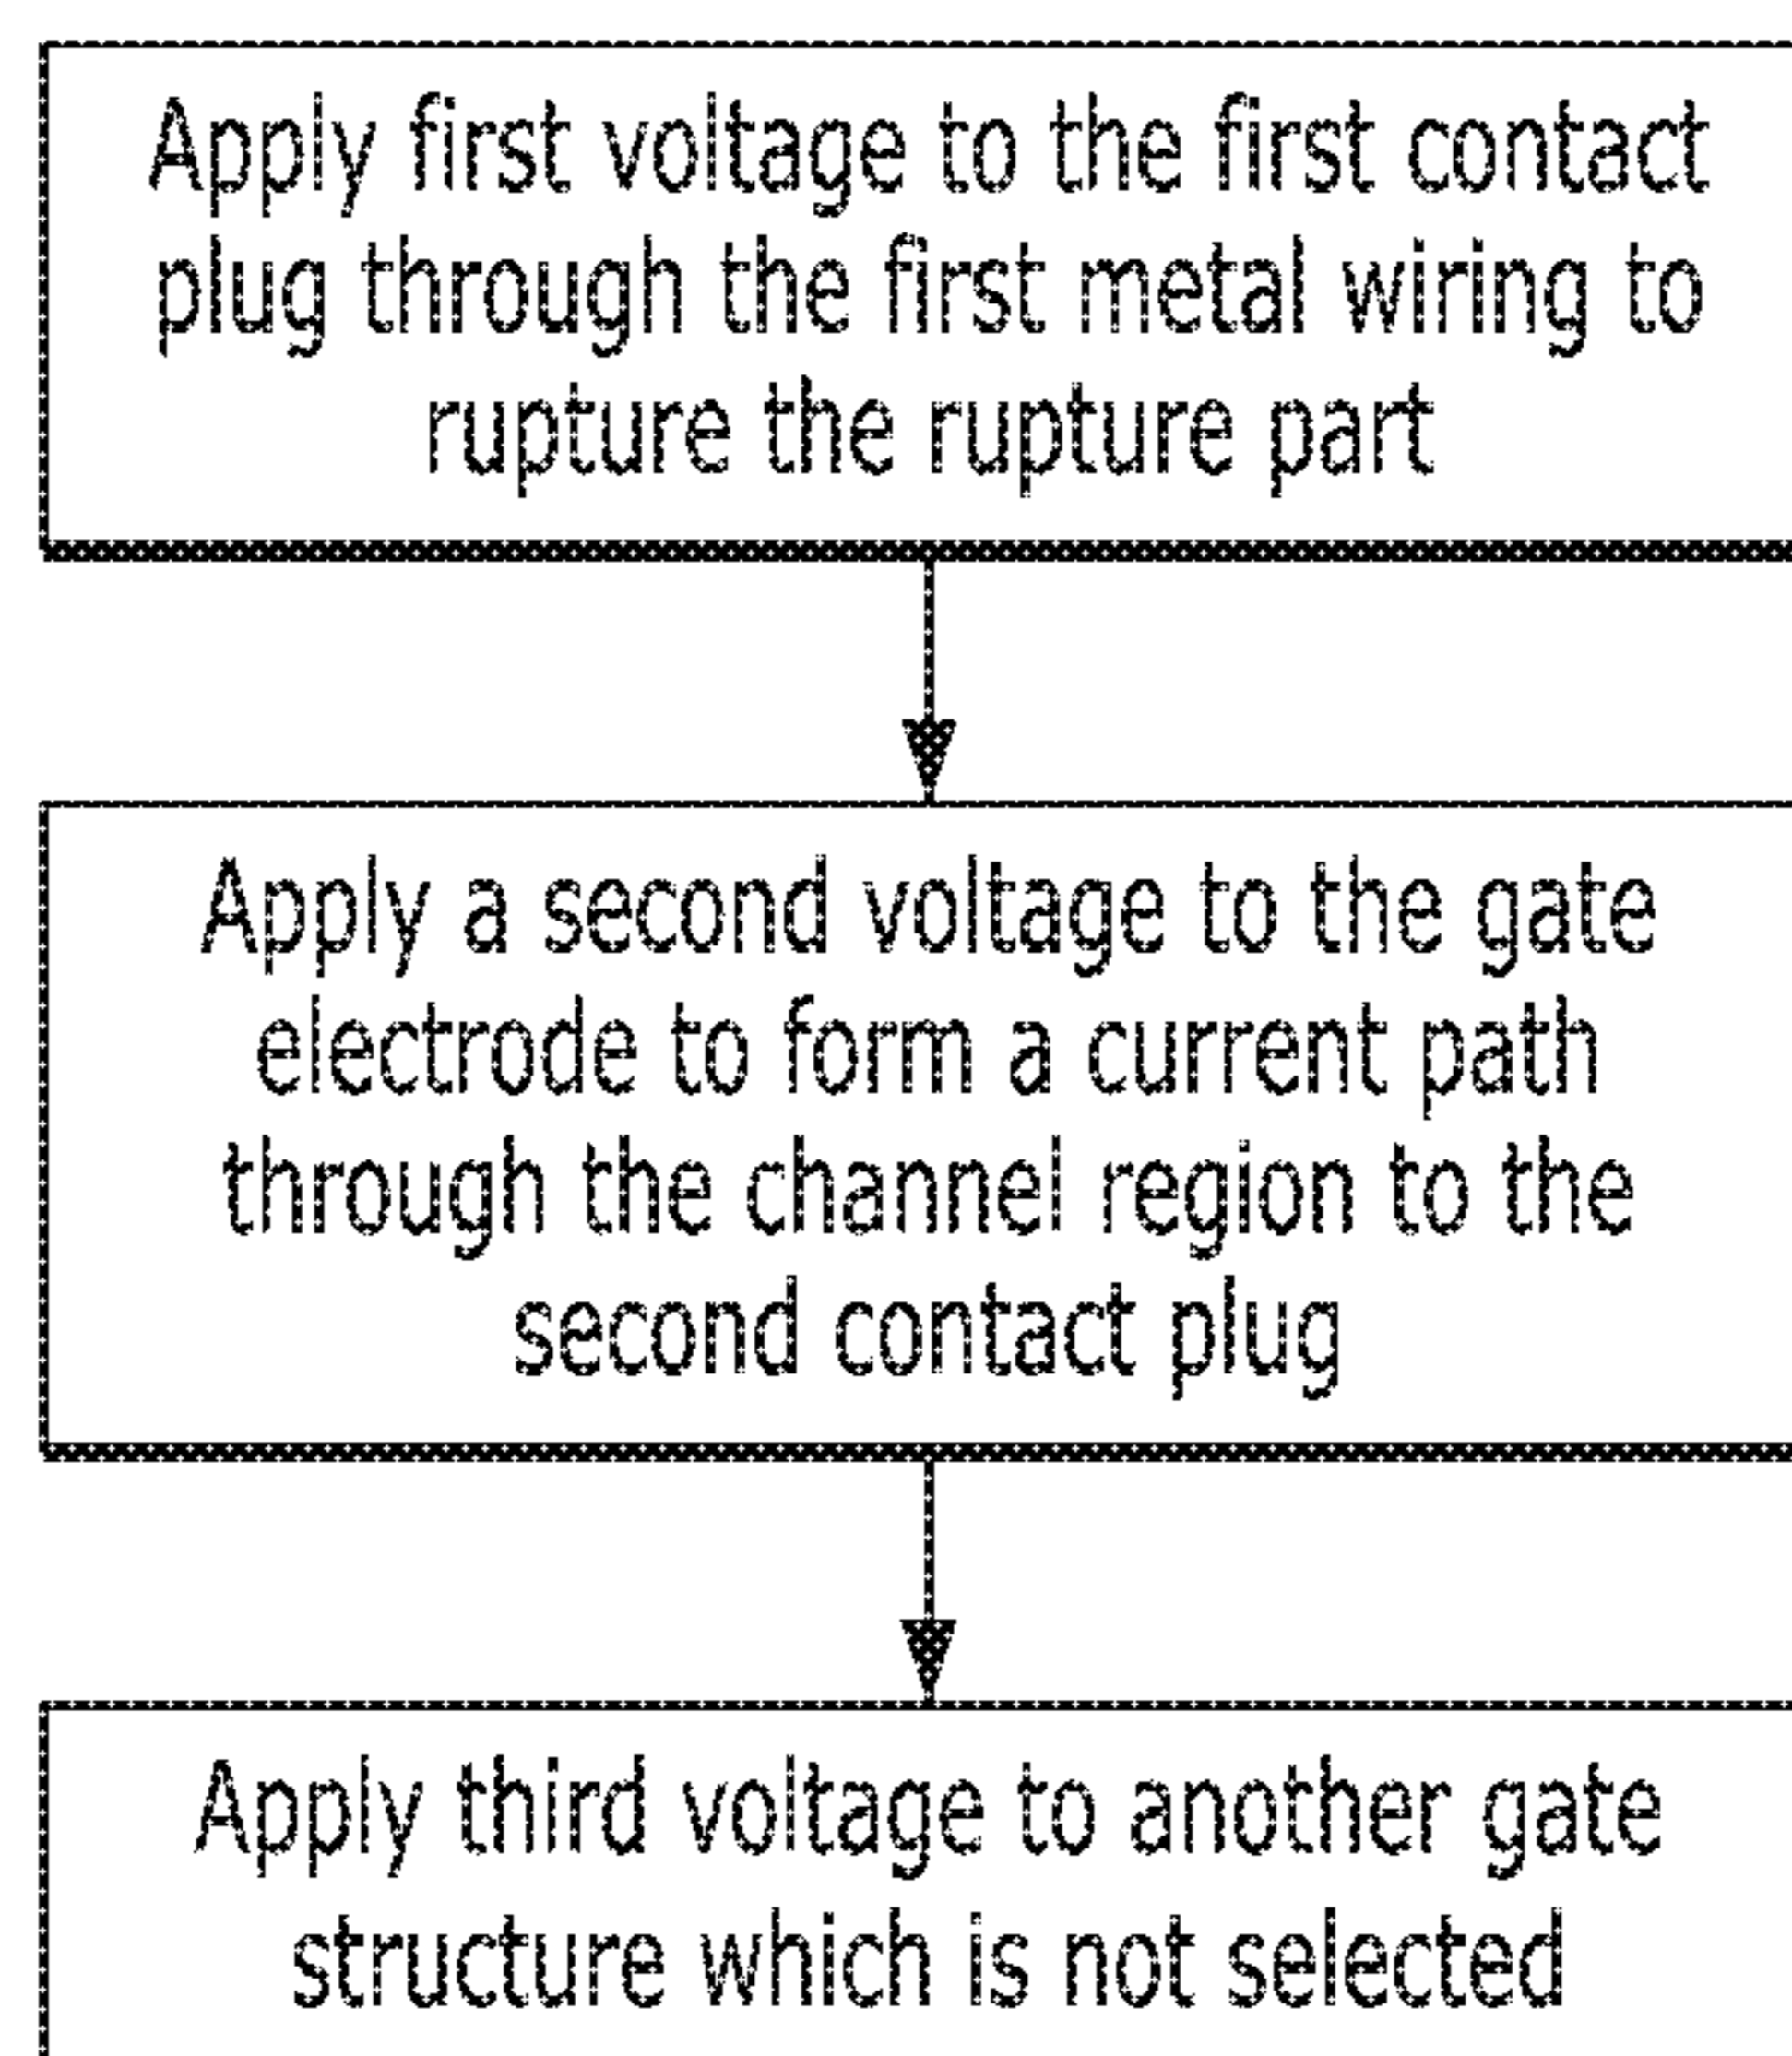 Apply first voltage to the first contact
plug through the first metal wiring to
rupture the rupture part
Apply a second voltage to the gate
electrode to form a current path
through the channel region to the
second contact plug
Apply third voltage to another gate
structure which is not selected